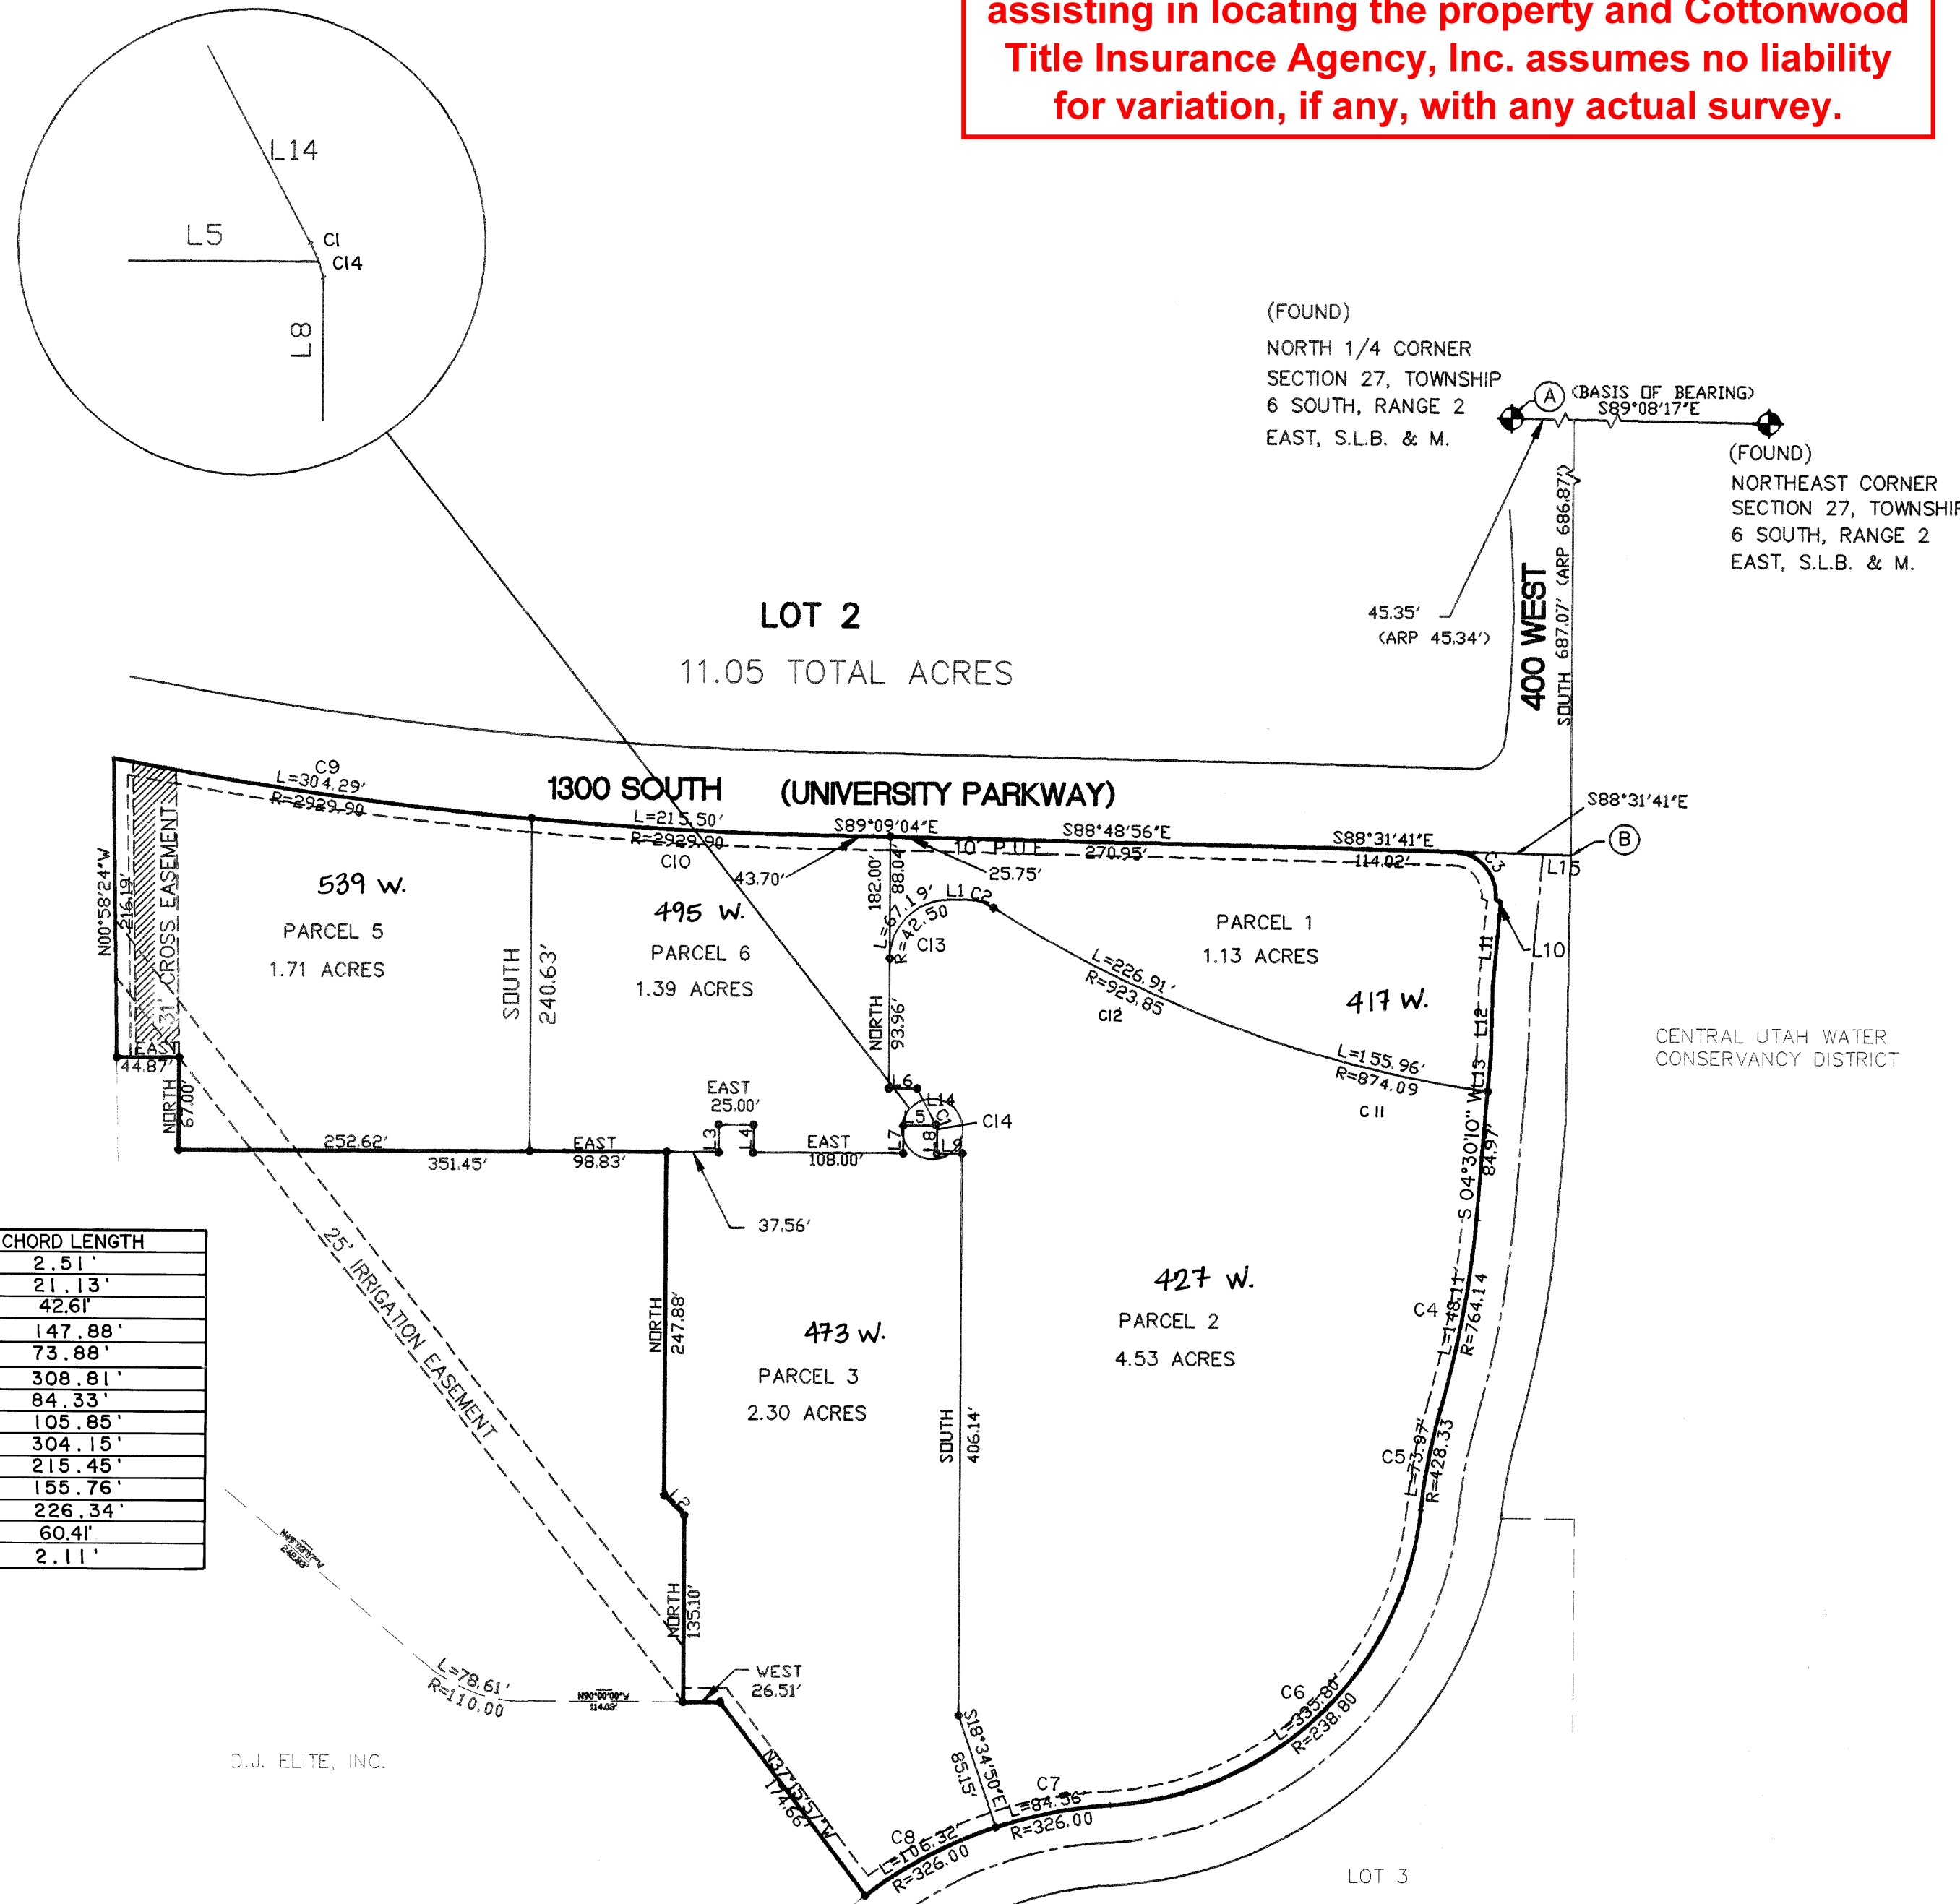 assisting in locating the property and Cottonwood
Title Insurance Agency, Inc. assumes no liability
for variation, if any, with any actual survey.
L14
L5
C1
C14
L8
(FOUND)
NORTH 1/4 CORNER
SECTION 27, TOWNSHIP
6 SOUTH, RANGE 2
EAST, S.L.B. & M.
A
(BASIS OF BEARING)
S89°08'17"E
(FOUND)
NORTHEAST CORNER
SECTION 27, TOWNSHIP
6 SOUTH, RANGE 2
EAST, S.L.B. & M.
45.35'
(ARP 45.34')
400 WEST
SOUTH 687.07' (ARP 686.87')
LOT 2
11.05 TOTAL ACRES
C9
L=304.29'
R=2929.90
1300 SOUTH (UNIVERSITY PARKWAY)
L=215.50'
R=2929.90
C10
S89°09'04"E
43.70'
10' P.U.E.
25.75'
S88°48'56"E
270.95'
S88°31'41"E
114.02'
C3
S88°31'41"E
B
L15
L10
N00°58'24"W
216.19'
31' CROSS EASEMENT
EAST
44.87'
NORTH
67.00'
539 W.
PARCEL 5
1.71 ACRES
SOUTH
240.63'
495 W.
PARCEL 6
1.39 ACRES
182.00'
88.04'
L=67.19'
R=42.50
C13
L1
C2
NORTH
93.96'
PARCEL 1
1.13 ACRES
417 W.
L=226.91'
R=923.85
C12
L=155.96'
R=874.09
C11
L11
L12
L13
S 04°30'10" W
84.97'
CENTRAL UTAH WATER
CONSERVANCY DISTRICT
L6
L14
C1
L5
C14
L7
L8
L9
EAST
25.00'
L3
L4
EAST
108.00'
252.62'
351.45'
EAST
98.83'
37.56'
CHORD LENGTH
2.51'
21.13'
42.61'
147.88'
73.88'
308.81'
84.33'
105.85'
304.15'
215.45'
155.76'
226.34'
60.41'
2.11'
25' IRRIGATION EASEMENT
NORTH
247.88'
473 W.
PARCEL 3
2.30 ACRES
SOUTH
406.14'
427 W.
PARCEL 2
4.53 ACRES
C4
L=148.11'
R=764.14
C5
L=73.97'
R=428.33
L2
NORTH
135.10'
WEST
26.51'
L=78.61'
R=110.00
N90°00'00"W
114.03'
D.J. ELITE, INC.
N37°15'57"W
174.66'
S18°34'50"E
85.15'
C6
L=335.80'
R=238.80
C7
L=84.56'
R=326.00
C8
L=106.32'
R=326.00
LOT 3